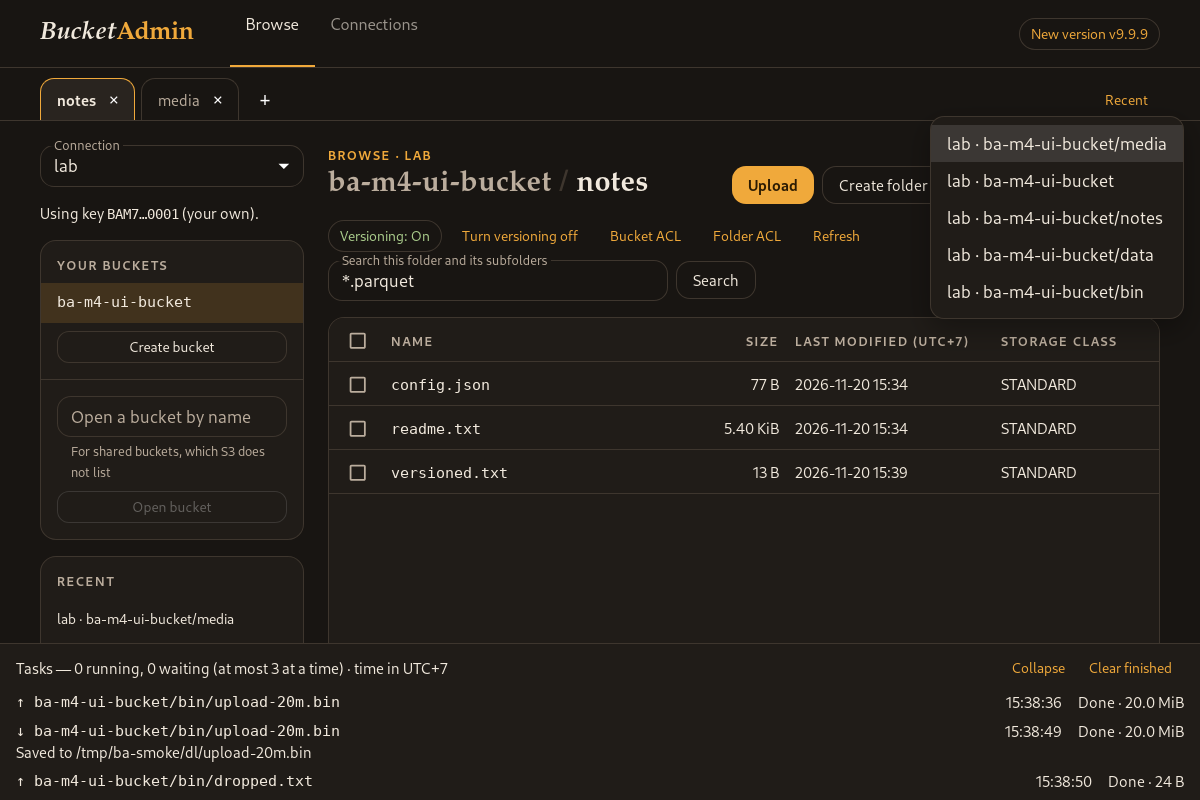 BucketAdmin
Browse
Connections
New version v9.9.9
notes ×
media ×
+
Recent
lab · ba-m4-ui-bucket/media
lab · ba-m4-ui-bucket
lab · ba-m4-ui-bucket/notes
lab · ba-m4-ui-bucket/data
lab · ba-m4-ui-bucket/bin
Connection
lab
Using key BAM7…0001 (your own).
YOUR BUCKETS
ba-m4-ui-bucket
Create bucket
Open a bucket by name
For shared buckets, which S3 does
not list
Open bucket
RECENT
lab · ba-m4-ui-bucket/media
BROWSE · LAB
ba-m4-ui-bucket / notes
Upload
Create folder
Versioning: On
Turn versioning off
Bucket ACL
Folder ACL
Refresh
Search this folder and its subfolders
*.parquet
Search
NAME SIZE LAST MODIFIED (UTC+7) STORAGE CLASS
config.json 77 B 2026-11-20 15:34 STANDARD
readme.txt 5.40 KiB 2026-11-20 15:34 STANDARD
versioned.txt 13 B 2026-11-20 15:39 STANDARD
Tasks — 0 running, 0 waiting (at most 3 at a time) · time in UTC+7
Collapse
Clear finished
↑ ba-m4-ui-bucket/bin/upload-20m.bin 15:38:36 Done · 20.0 MiB
↓ ba-m4-ui-bucket/bin/upload-20m.bin 15:38:49 Done · 20.0 MiB
Saved to /tmp/ba-smoke/dl/upload-20m.bin
↑ ba-m4-ui-bucket/bin/dropped.txt 15:38:50 Done · 24 B